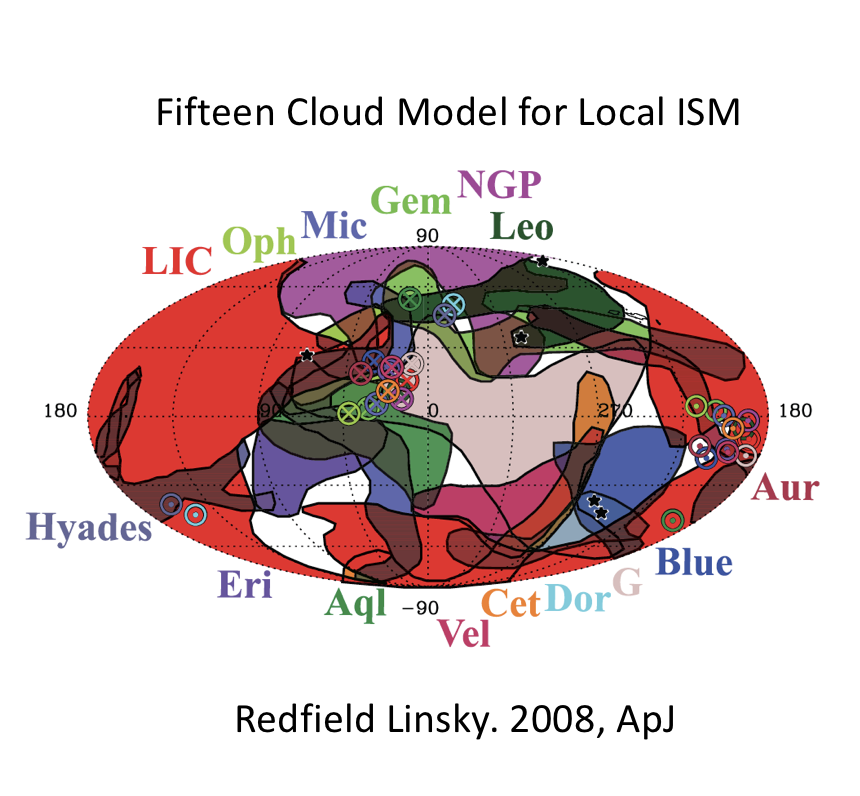 Fifteen Cloud Model for Local ISM
NGP
Gem
Mic
Leo
Oph
LIC
90
180
90
0
270
180
Aur
Hyades
Blue
Eri
G
Dor
Cet
Aql
-90
Vel
Redfield Linsky. 2008, ApJ